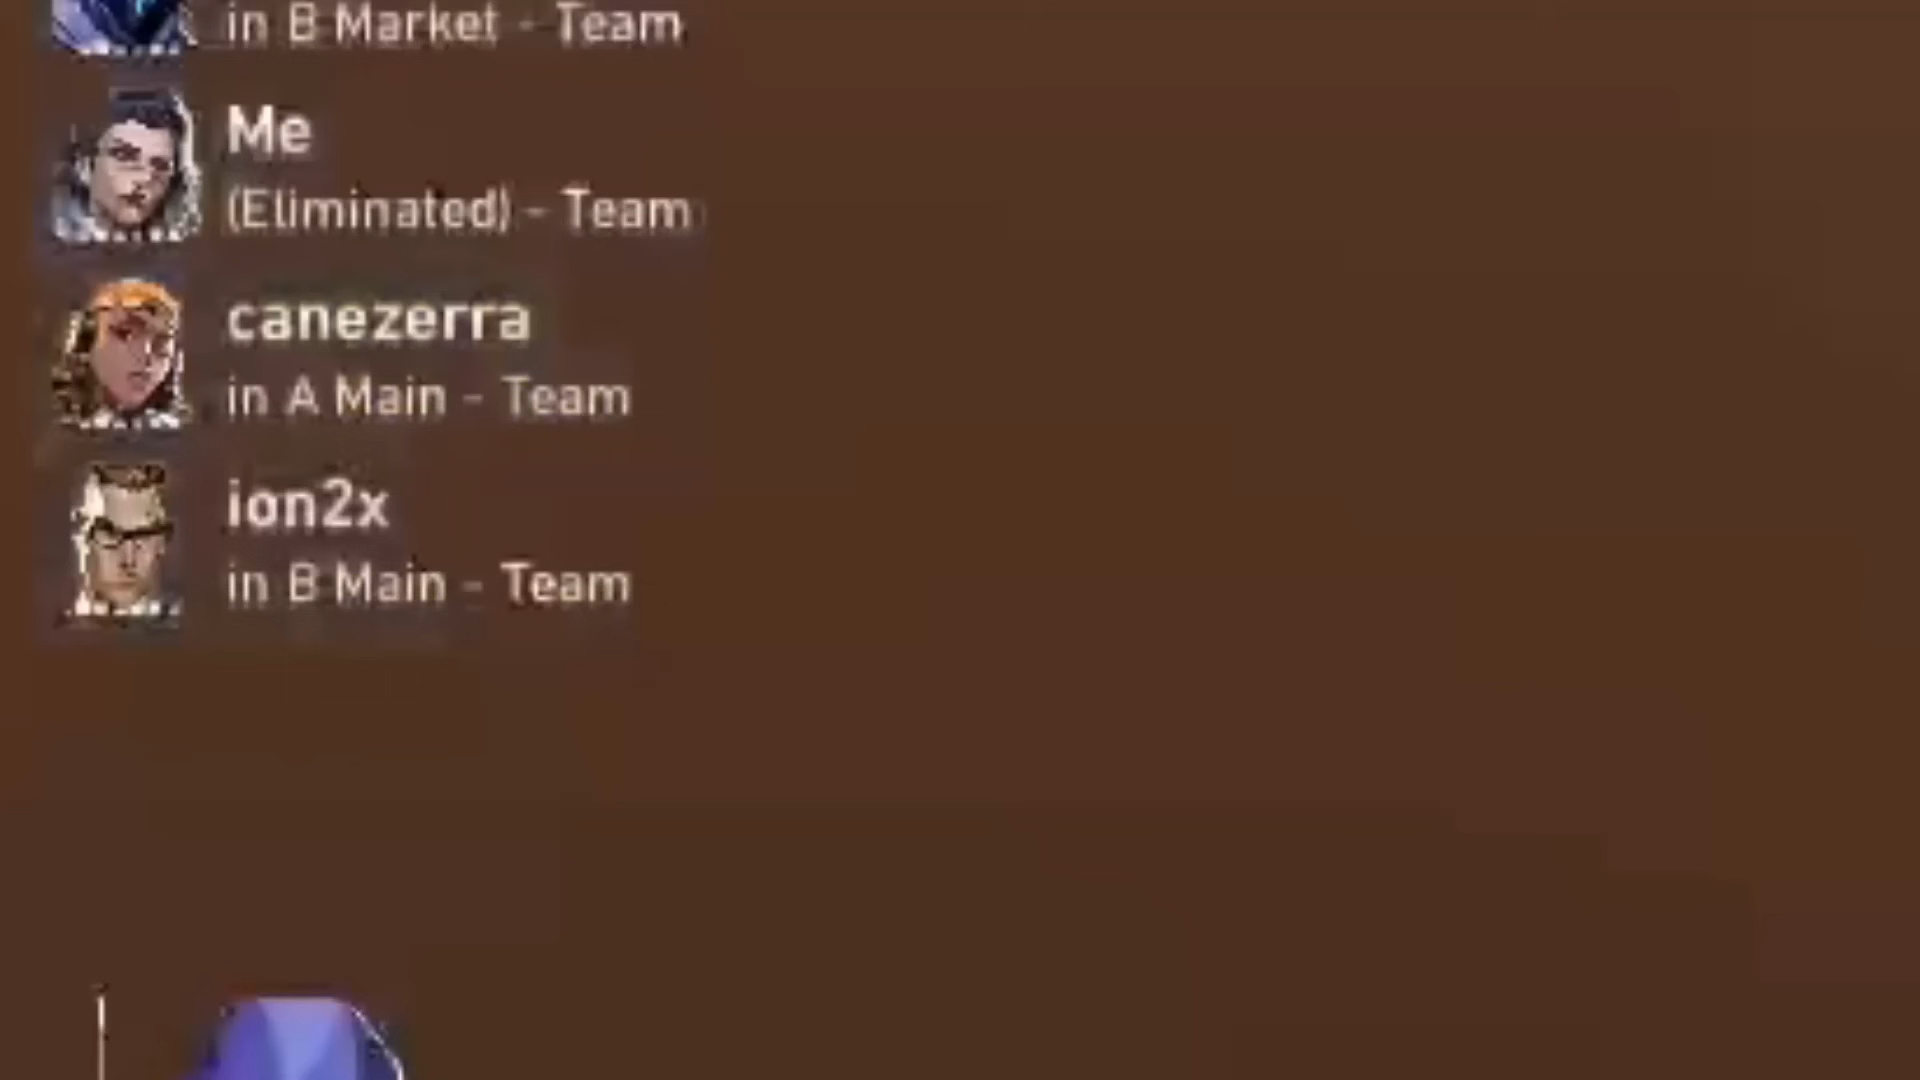 in B Market - Team
Me
(Eliminated) - Team
canezerra
in A Main - Team
ion2x
in B Main - Team